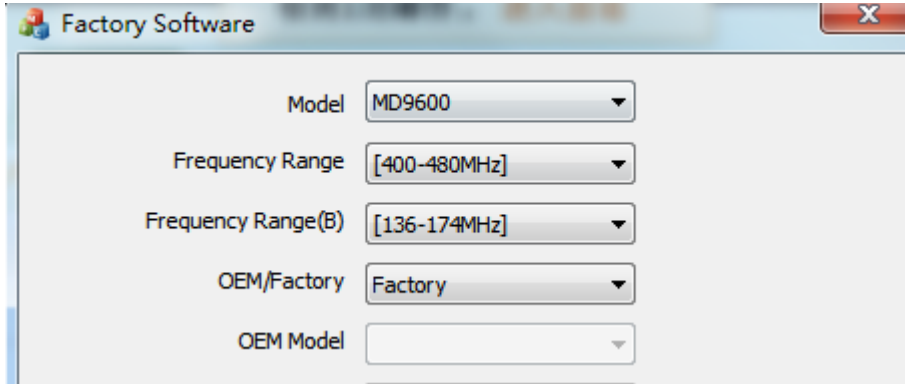 Factory Software
Model MD9600
Frequency Range [400-480MHz]
Frequency Range(B) [136-174MHz]
OEM/Factory Factory
OEM Model